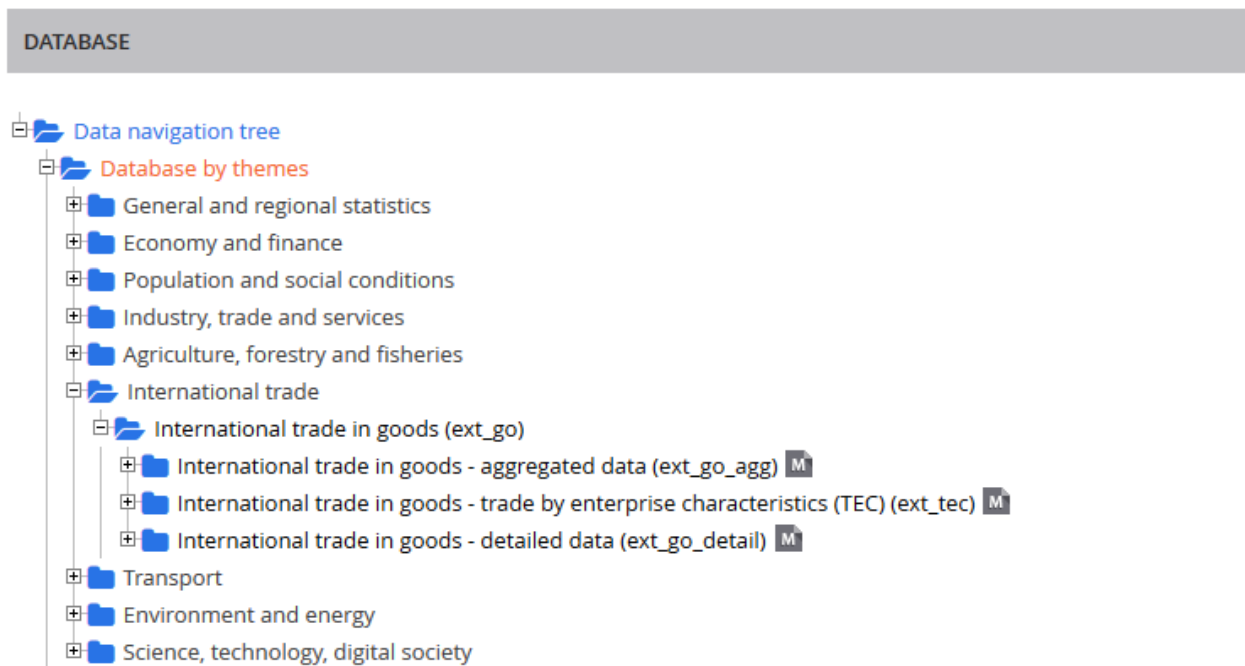 DATABASE
Data navigation tree
Database by themes
General and regional statistics
Economy and finance
Population and social conditions
Industry, trade and services
Agriculture, forestry and fisheries
International trade
International trade in goods (ext_go)
International trade in goods - aggregated data (ext_go_agg) M
International trade in goods - trade by enterprise characteristics (TEC) (ext_tec) M
International trade in goods - detailed data (ext_go_detail) M
Transport
Environment and energy
Science, technology, digital society